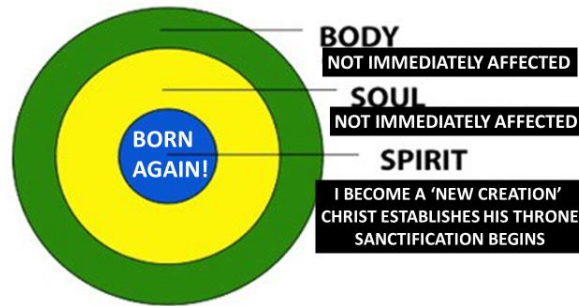 BODY
NOT IMMEDIATELY AFFECTED
SOUL
NOT IMMEDIATELY AFFECTED
BORN
AGAIN!
SPIRIT
I BECOME A ‘NEW CREATION’
CHRIST ESTABLISHES HIS THRONE
SANCTIFICATION BEGINS